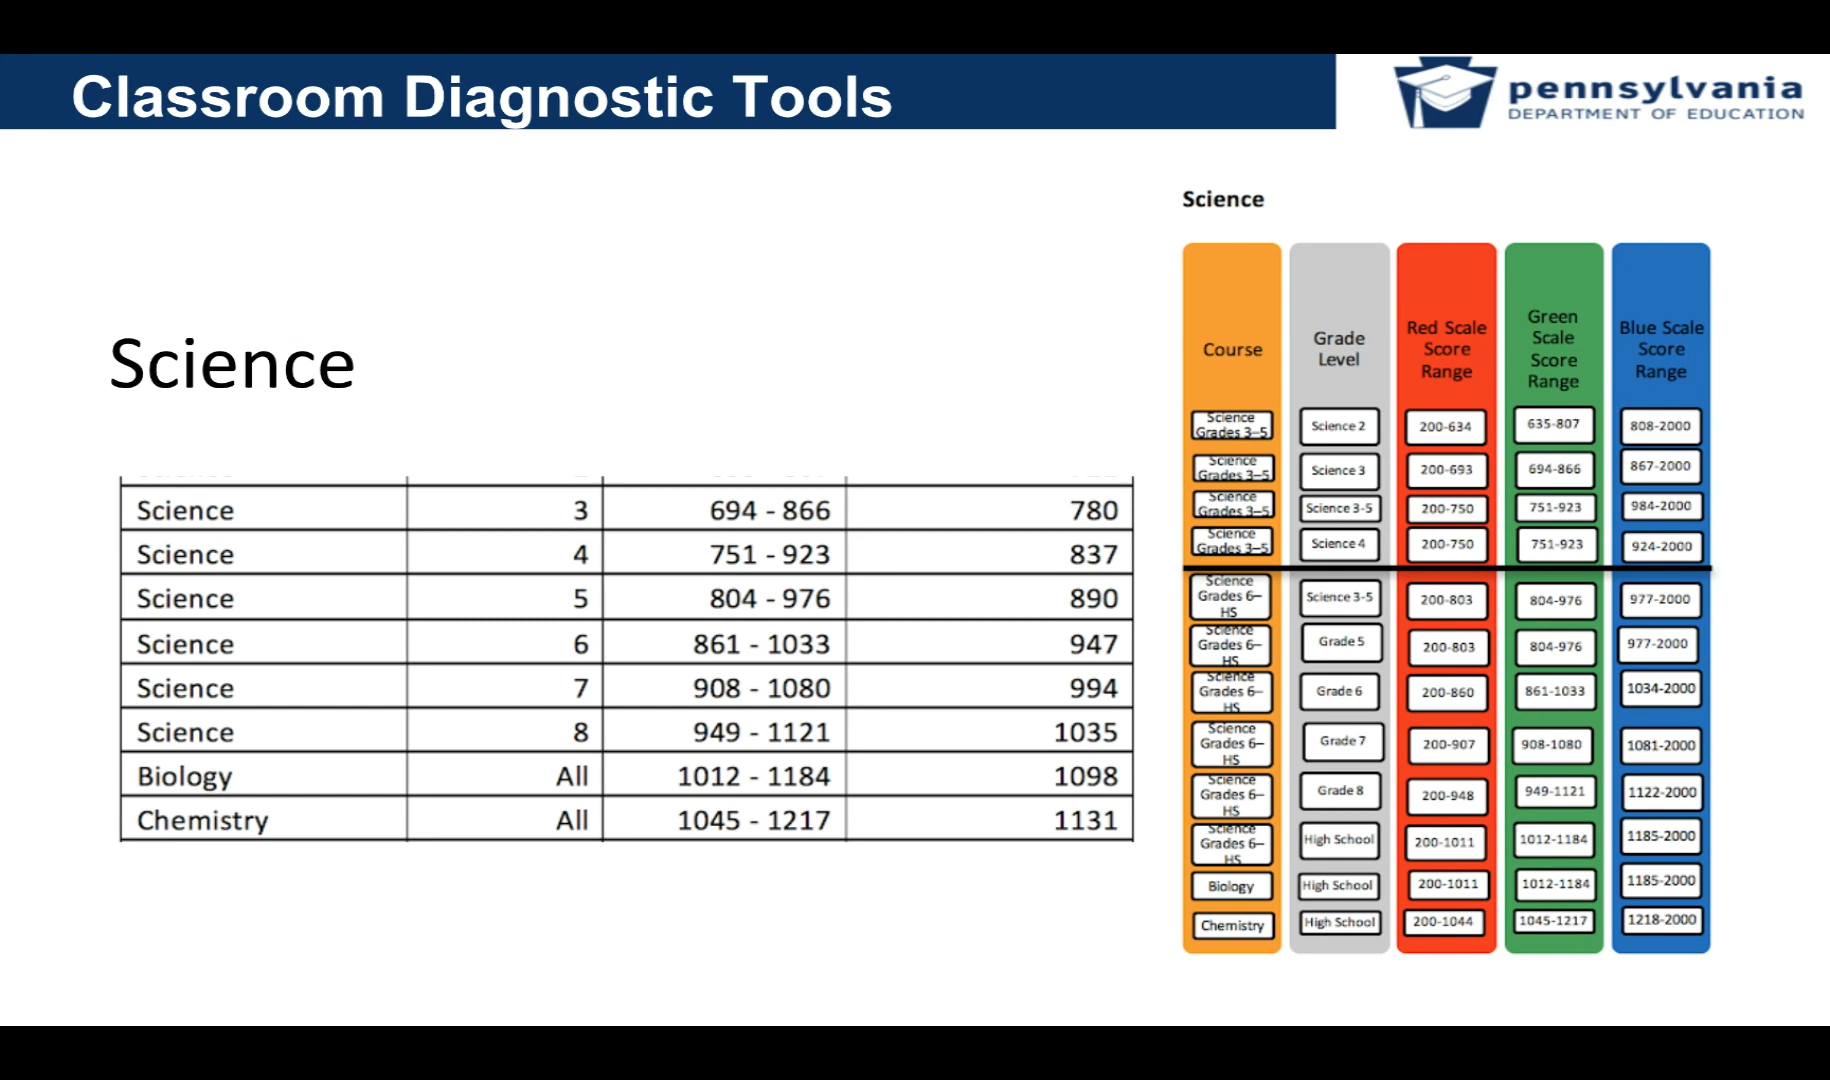 Classroom Diagnostic Tools
pennsylvania
DEPARTMENT OF EDUCATION
Science
Science 3 694 - 866 780
Science 4 751 - 923 837
Science 5 804 - 976 890
Science 6 861 - 1033 947
Science 7 908 - 1080 994
Science 8 949 - 1121 1035
Biology All 1012 - 1184 1098
Chemistry All 1045 - 1217 1131
Science
Course
Grade
Level
Red Scale
Score
Range
Green
Scale
Score
Range
Blue Scale
Score
Range
Science
Grades 3–5
Science 2 200-634 635-807 808-2000
Science
Grades 3–5
Science 3 200-693 694-866 867-2000
Science
Grades 3–5
Science 3-5 200-750 751-923 984-2000
Science
Grades 3–5
Science 4 200-750 751-923 924-2000
Science
Grades 6–
HS
Science 3-5 200-803 804-976 977-2000
Science
Grades 6–
HS
Grade 5 200-803 804-976 977-2000
Science
Grades 6–
HS
Grade 6 200-860 861-1033 1034-2000
Science
Grades 6–
HS
Grade 7 200-907 908-1080 1081-2000
Science
Grades 6–
HS
Grade 8 200-948 949-1121 1122-2000
Science
Grades 6–
HS
High School 200-1011 1012-1184 1185-2000
Biology High School 200-1011 1012-1184 1185-2000
Chemistry High School 200-1044 1045-1217 1218-2000